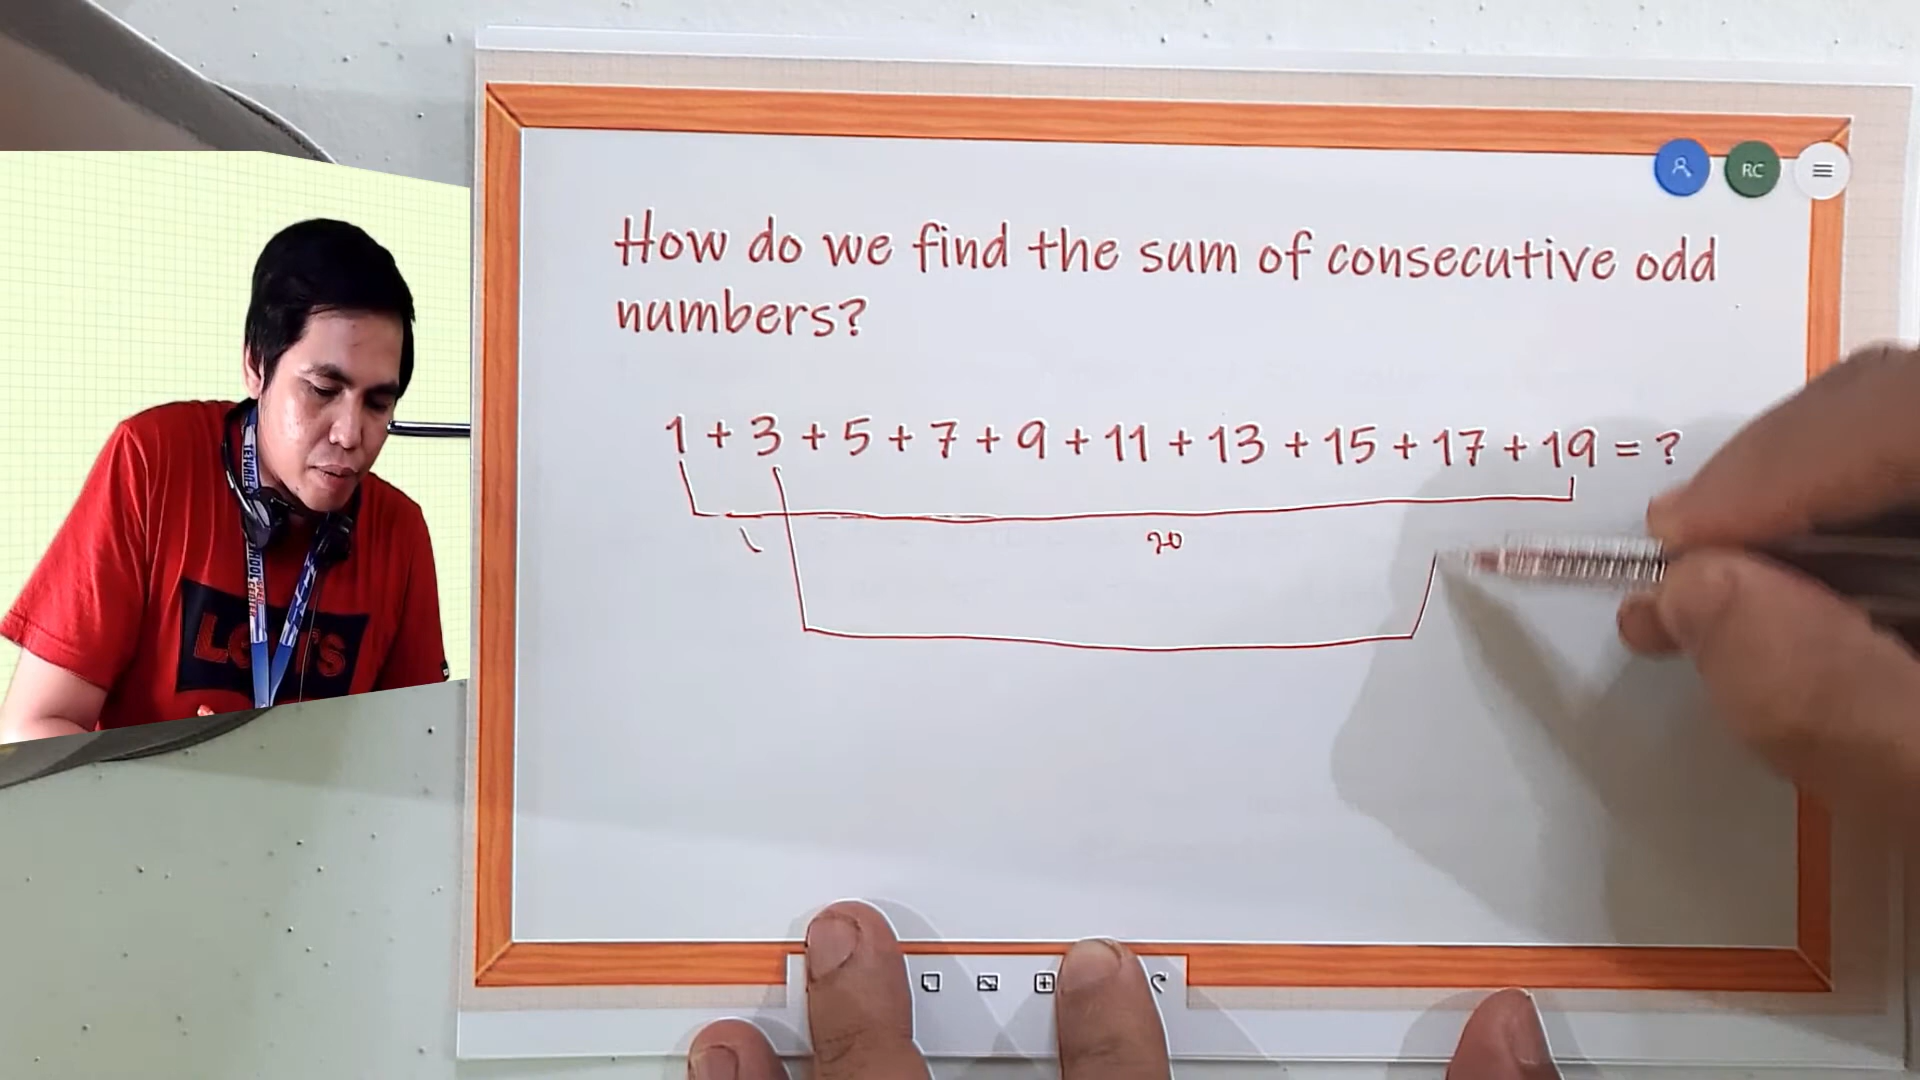 RC
How do we find the sum of consecutive odd
numbers?
1 + 3 + 5 + 7 + 9 + 11 + 13 + 15 + 17 + 19 = ?
20